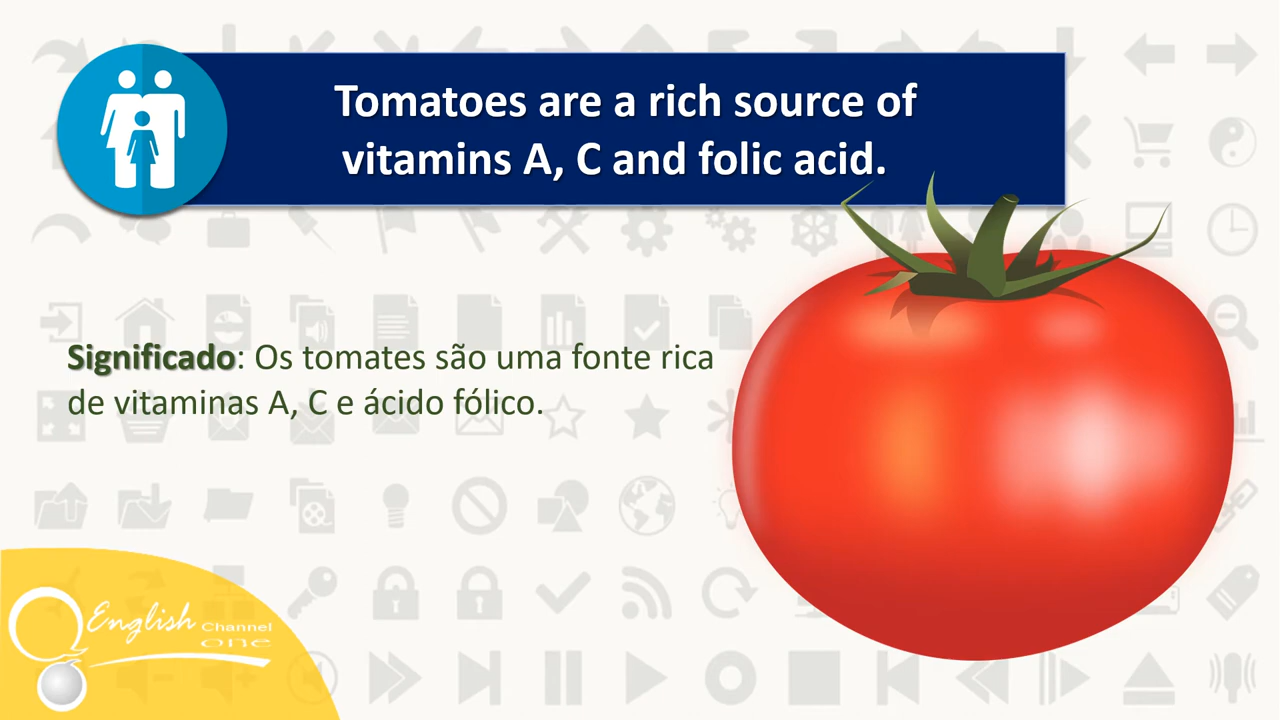 Tomatoes are a rich source of
vitamins A, C and folic acid.
Significado: Os tomates são uma fonte rica
de vitaminas A, C e ácido fólico.
English Channel
one